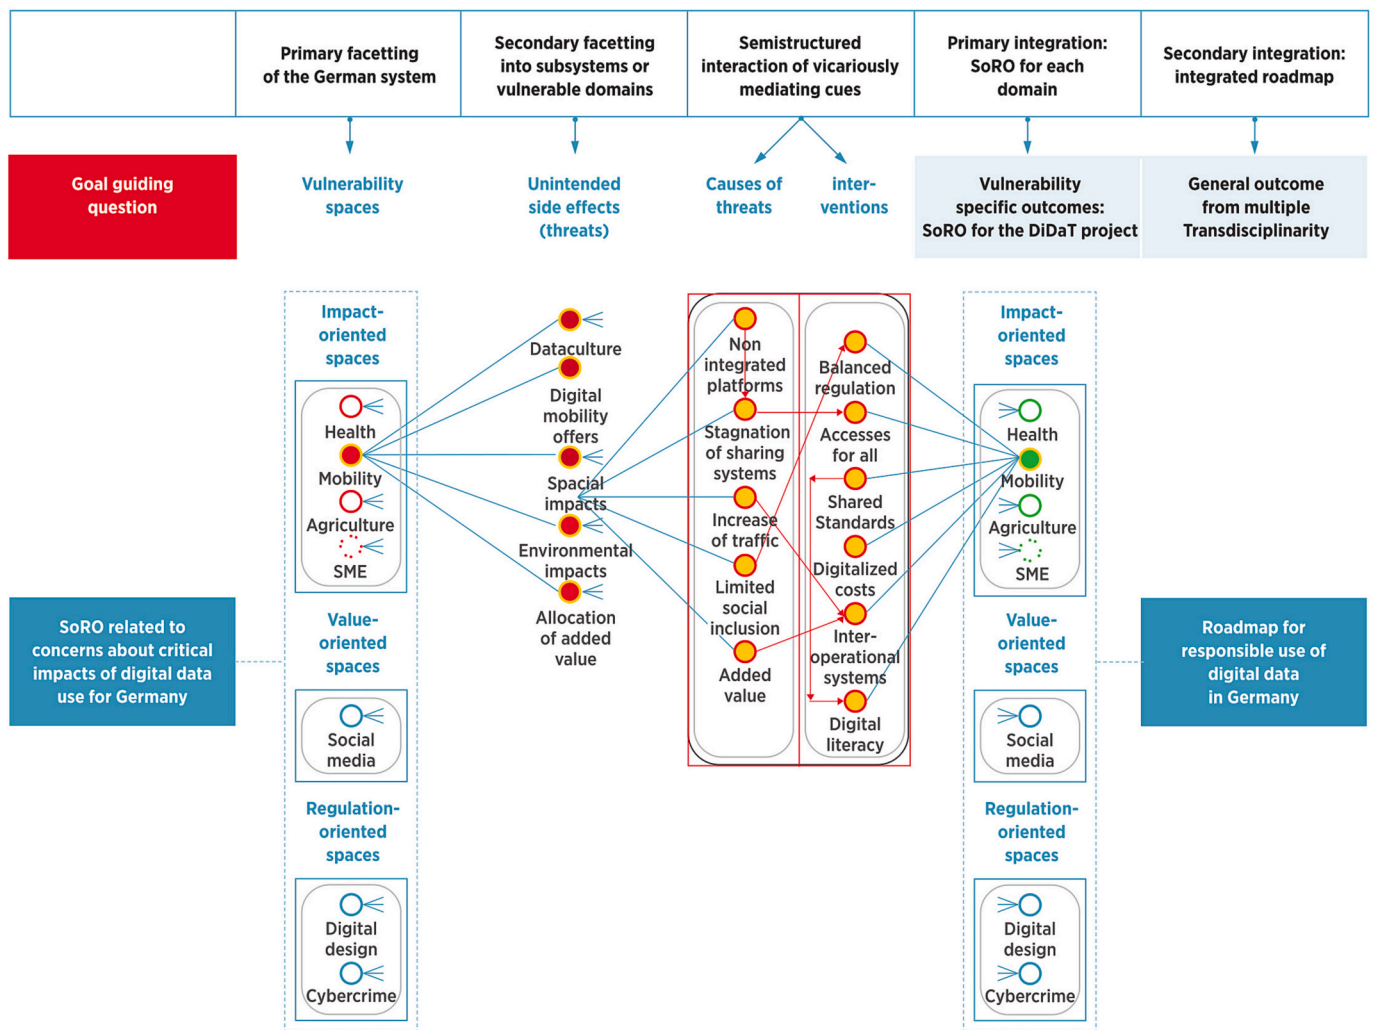 Primary facetting
of the German system
Secondary facetting
into subsystems or
vulnerable domains
Semistructured
interaction of vicariously
mediating cues
Primary integration:
SoRO for each
domain
Secondary integration:
integrated roadmap
Goal guiding
question
Vulnerability
spaces
Unintended
side effects
(threats)
Causes of
threats
inter-
ventions
Vulnerability
specific outcomes:
SoRO for the DiDaT project
General outcome
from multiple
Transdisciplinarity
SoRO related to
concerns about critical
impacts of digital data
use for Germany
Impact-
oriented
spaces
Health
Mobility
Agriculture
SME
Value-
oriented
spaces
Social
media
Regulation-
oriented
spaces
Digital
design
Cybercrime
Dataculture
Digital
mobility
offers
Spacial
impacts
Environmental
impacts
Allocation
of added
value
Non
integrated
platforms
Stagnation
of sharing
systems
Increase
of traffic
Limited
social
inclusion
Added
value
Balanced
regulation
Accesses
for all
Shared
Standards
Digitalized
costs
Inter-
operational
systems
Digital
literacy
Impact-
oriented
spaces
Health
Mobility
Agriculture
SME
Value-
oriented
spaces
Social
media
Regulation-
oriented
spaces
Digital
design
Cybercrime
Roadmap for
responsible use of
digital data
in Germany